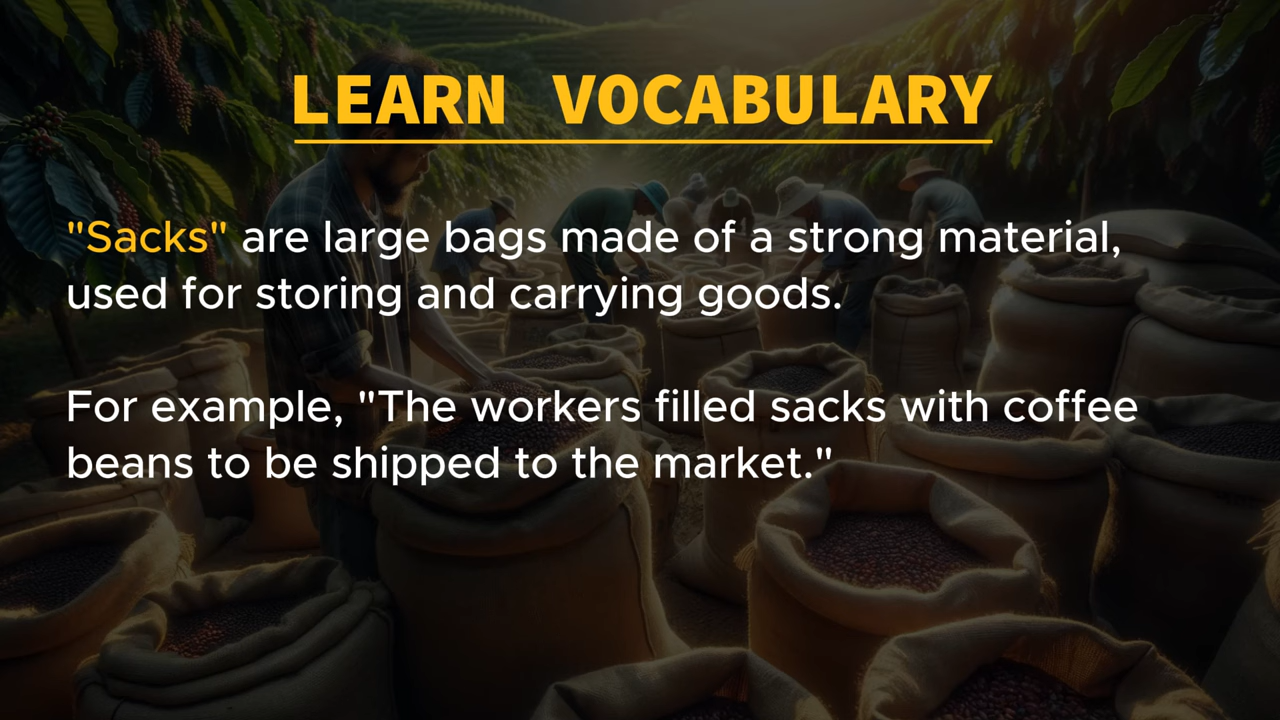 LEARN VOCABULARY
"Sacks" are large bags made of a strong material,
used for storing and carrying goods.
For example, "The workers filled sacks with coffee
beans to be shipped to the market."